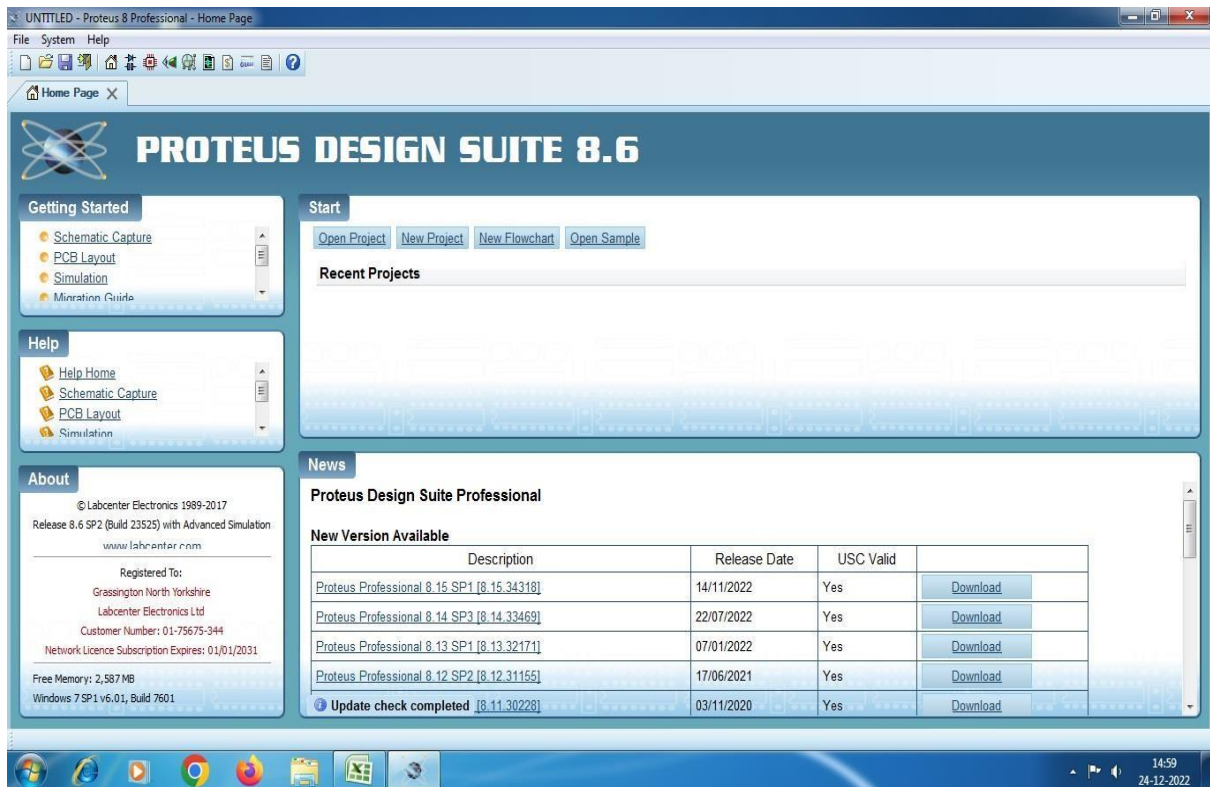 UNTITLED - Proteus 8 Professional - Home Page
File System Help
Home Page
PROTEUS DESIGN SUITE 8.6
Getting Started
Schematic Capture
PCB Layout
Simulation
Migration Guide
Start
Open Project New Project New Flowchart Open Sample
Recent Projects
Help
Help Home
Schematic Capture
PCB Layout
Simulation
About
© Labcenter Electronics 1989-2017
Release 8.6 SP2 (Build 23525) with Advanced Simulation
www.labcenter.com
Registered To:
Grassington North Yorkshire
Labcenter Electronics Ltd
Customer Number: 01-75675-344
Network Licence Subscription Expires: 01/01/2031
Free Memory: 2,587 MB
Windows 7 SP1 v6.01, Build 7601
News
Proteus Design Suite Professional
New Version Available
Description Release Date USC Valid
Proteus Professional 8.15 SP1 [8.15.34318] 14/11/2022 Yes Download
Proteus Professional 8.14 SP3 [8.14.33469] 22/07/2022 Yes Download
Proteus Professional 8.13 SP1 [8.13.32171] 07/01/2022 Yes Download
Proteus Professional 8.12 SP2 [8.12.31155] 17/06/2021 Yes Download
Update check completed [8.11.30228] 03/11/2020 Yes Download
14:59
24-12-2022